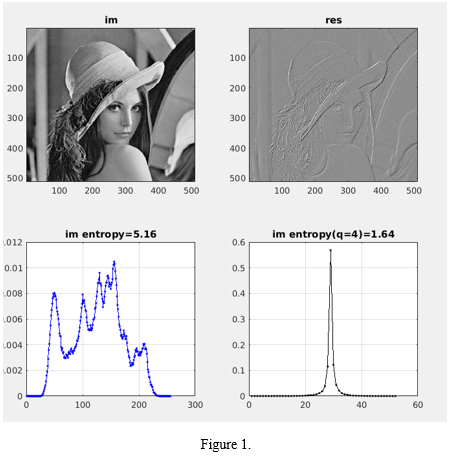 im
res
100
200
300
400
500
100 200 300 400 500
100
200
300
400
500
100 200 300 400 500
im entropy=5.16
im entropy(q=4)=1.64
.012
0.01
.008
.006
.004
.002
0
0 100 200 300
0.6
0.5
0.4
0.3
0.2
0.1
0
0 20 40 60
Figure 1.